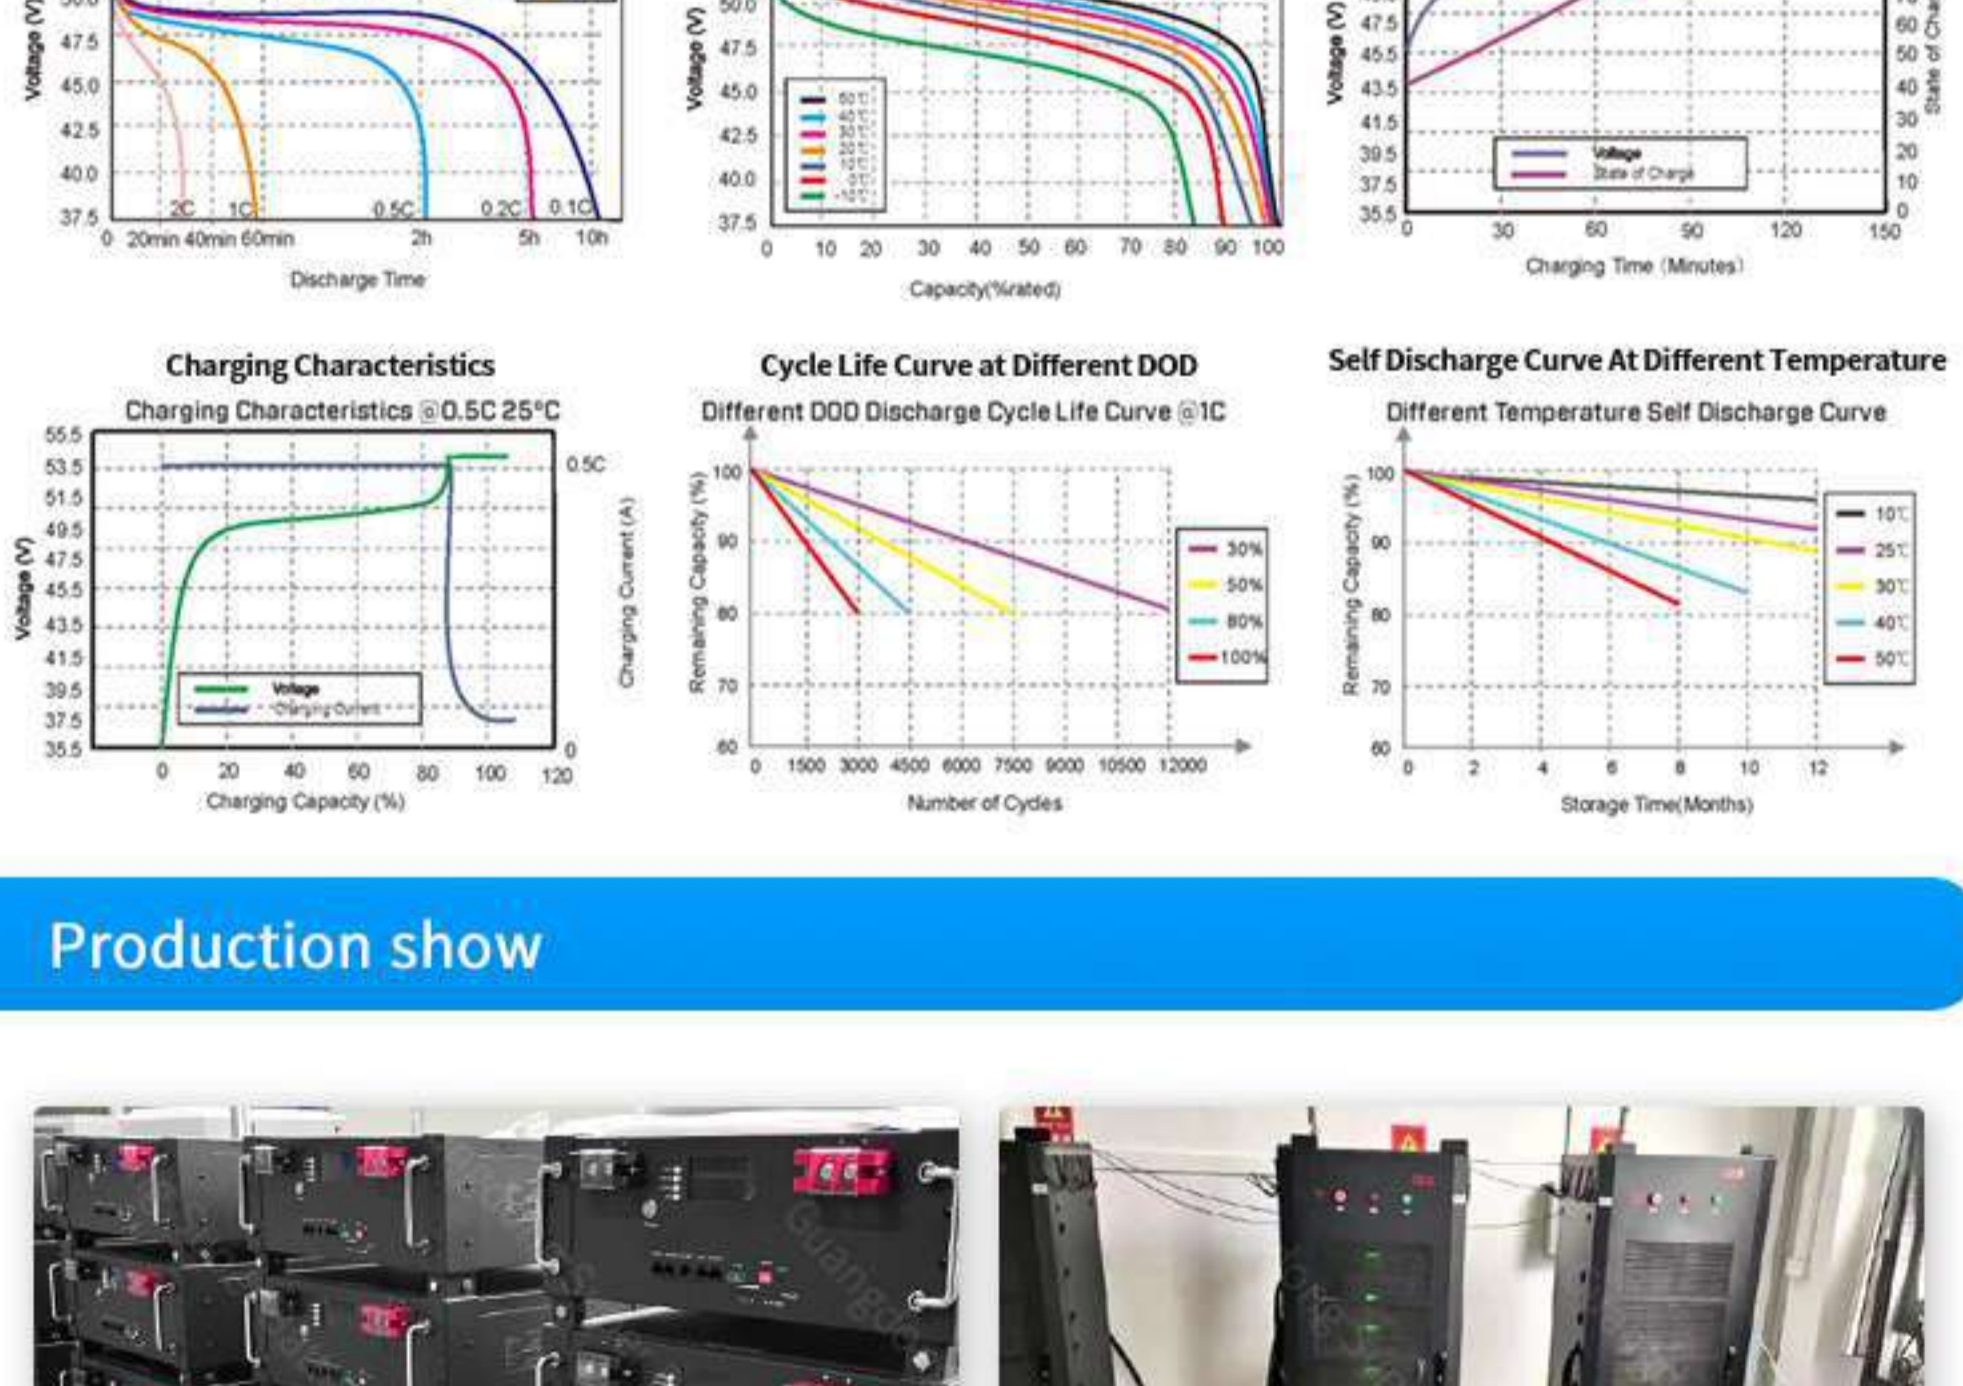 50.0
47.5
45.0
42.5
40.0
37.5
Voltage (V)
2C 1C 0.5C 0.2C 0.1C
0 20min 40min 60min 2h 5h 10h
Discharge Time
50.0
47.5
45.0
42.5
40.0
37.5
Voltage (V)
0 10 20 30 40 50 60 70 80 90 100
Capacity(%rated)
47.5
45.5
43.5
41.5
39.5
37.5
35.5
Voltage (V)
Voltage
State of Charge
60
50
40
30
20
10
0
0 30 60 90 120 150
Charging Time (Minutes)
Charging Characteristics
Charging Characteristics @0.5C 25°C
55.5
53.5
51.5
49.5
47.5
45.5
43.5
41.5
39.5
37.5
35.5
Voltage (V)
Voltage
Charging Current
0.5C
0
Charging Current (A)
0 20 40 60 80 100 120
Charging Capacity (%)
Cycle Life Curve at Different DOD
Different DOD Discharge Cycle Life Curve @1C
100
90
80
70
60
Remaining Capacity (%)
30%
50%
80%
100%
0 1500 3000 4500 6000 7500 9000 10500 12000
Number of Cycles
Self Discharge Curve At Different Temperature
Different Temperature Self Discharge Curve
100
90
80
70
60
Remaining Capacity (%)
10℃
25℃
30℃
40℃
50℃
0 2 4 6 8 10 12
Storage Time(Months)
Production show